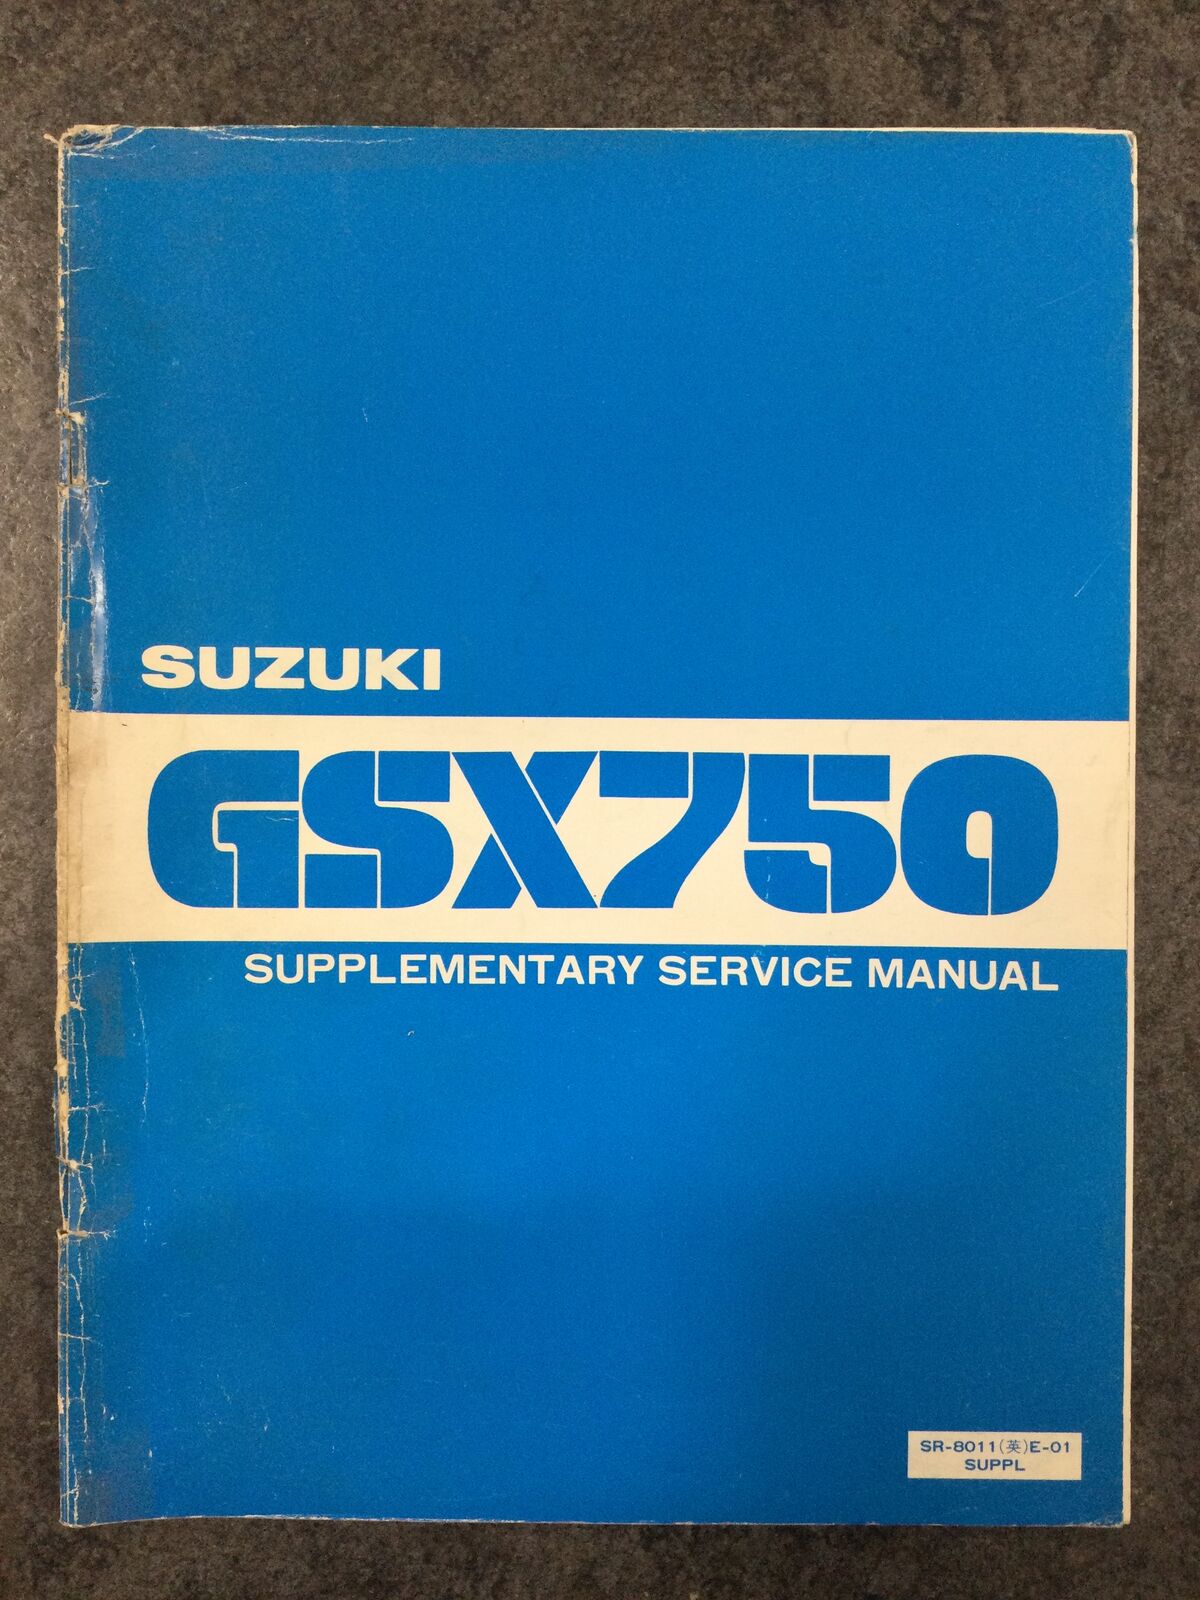 SUZUKI
GSX750
SUPPLEMENTARY SERVICE MANUAL
SR-8011(英)E-01
SUPPL